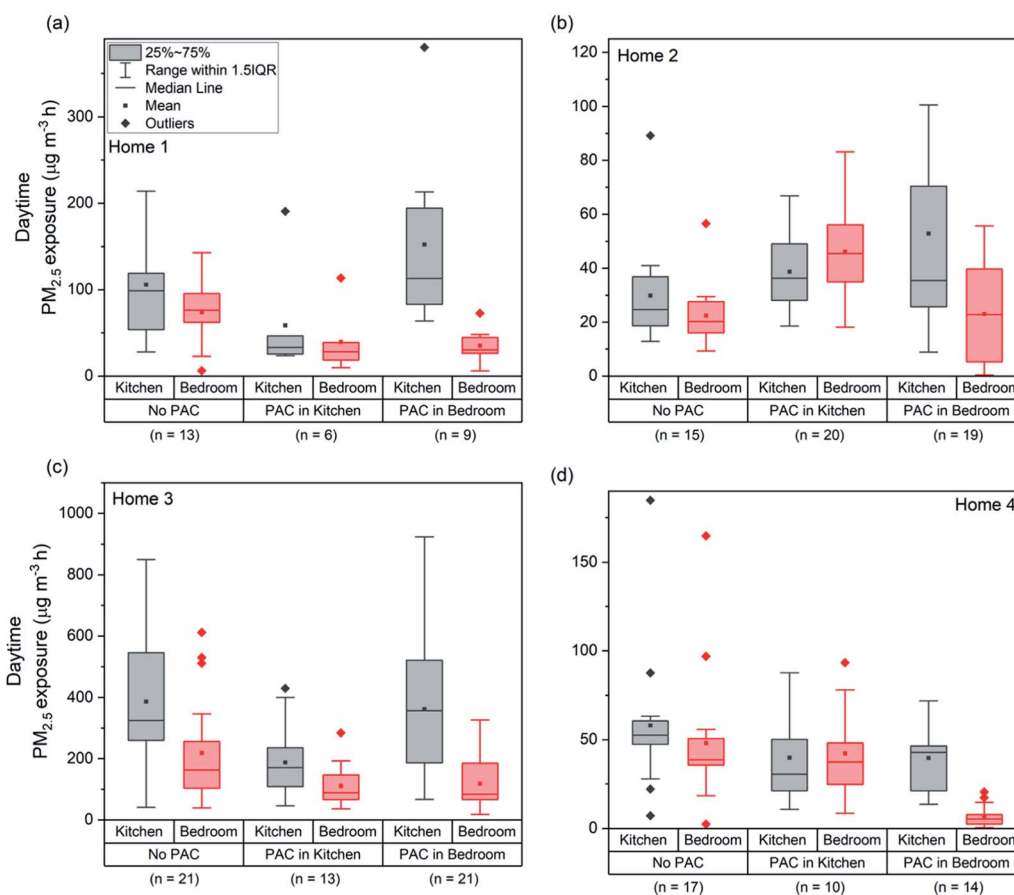 (a)
25%~75%
Range within 1.5IQR
Median Line
Mean
Outliers
Home 1
Daytime
PM2.5 exposure (µg m-3 h)
0
100
200
300
Kitchen Bedroom Kitchen Bedroom Kitchen Bedroom
No PAC PAC in Kitchen PAC in Bedroom
(n = 13) (n = 6) (n = 9)
(b)
Home 2
120
100
80
60
40
20
0
Kitchen Bedroom Kitchen Bedroom Kitchen Bedroom
No PAC PAC in Kitchen PAC in Bedroom
(n = 15) (n = 20) (n = 19)
(c)
Home 3
Daytime
PM2.5 exposure (µg m-3 h)
1000
800
600
400
200
0
Kitchen Bedroom Kitchen Bedroom Kitchen Bedroom
No PAC PAC in Kitchen PAC in Bedroom
(n = 21) (n = 13) (n = 21)
(d)
Home 4
150
100
50
0
Kitchen Bedroom Kitchen Bedroom Kitchen Bedroom
No PAC PAC in Kitchen PAC in Bedroom
(n = 17) (n = 10) (n = 14)